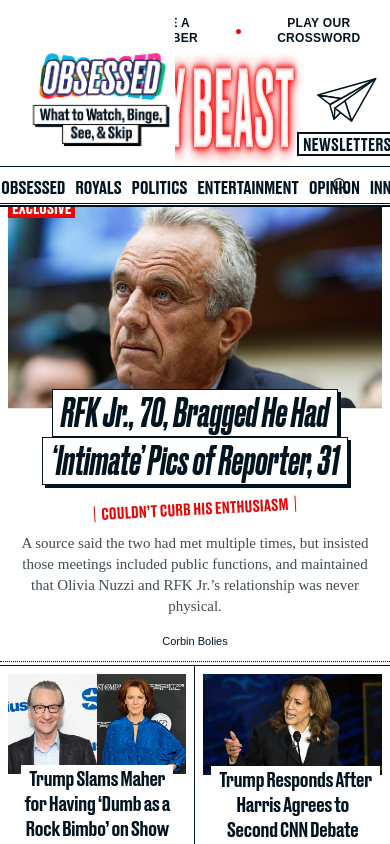 E A
BER
PLAY OUR
CROSSWORD
OBSESSED
What to Watch, Binge,
See, & Skip
Y BEAST
NEWSLETTERS
OBSESSED ROYALS POLITICS ENTERTAINMENT OPINION INN
EXCLUSIVE
RFK Jr., 70, Bragged He Had
‘Intimate’ Pics of Reporter, 31
COULDN’T CURB HIS ENTHUSIASM
A source said the two had met multiple times, but insisted
those meetings included public functions, and maintained
that Olivia Nuzzi and RFK Jr.’s relationship was never
physical.
Corbin Bolies
Trump Slams Maher
for Having ‘Dumb as a
Rock Bimbo’ on Show
Trump Responds After
Harris Agrees to
Second CNN Debate